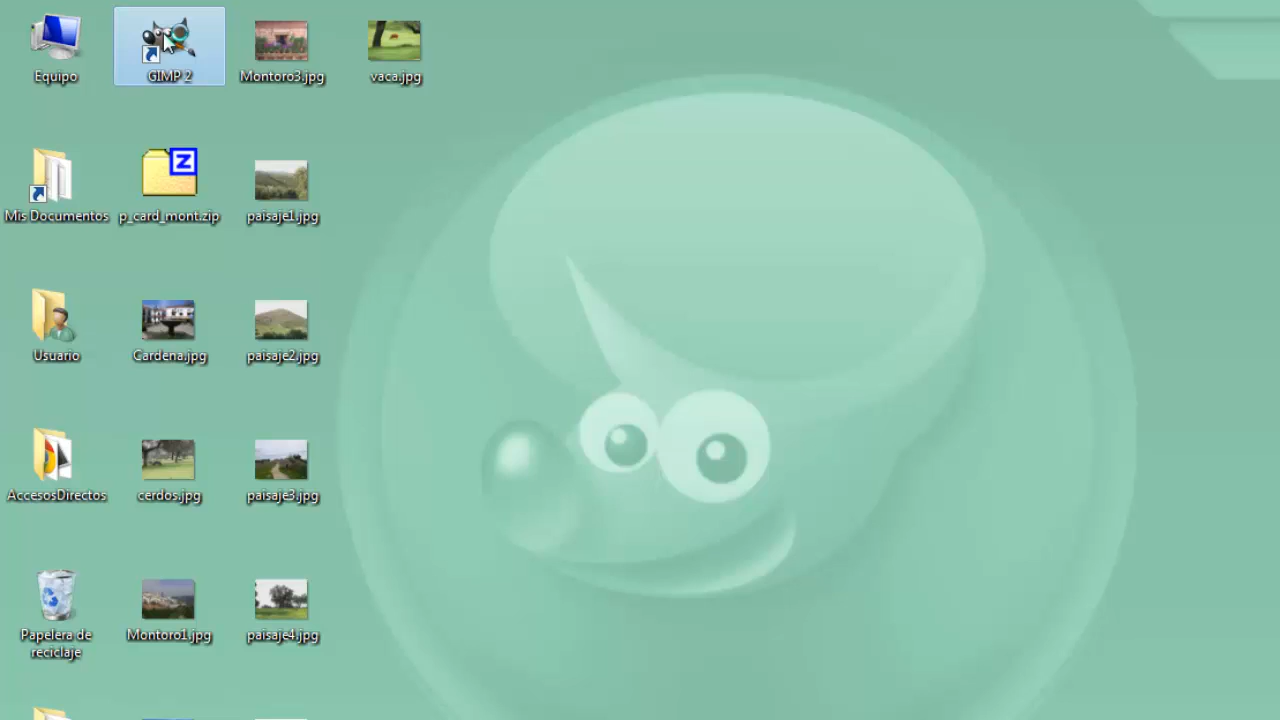 Equipo
GIMP 2
Montoro3.jpg
vaca.jpg
Mis Documentos
p_card_mont.zip
paisaje1.jpg
Usuario
Cardena.jpg
paisaje2.jpg
AccesosDirectos
cerdos.jpg
paisaje3.jpg
Papelera de
reciclaje
Montoro1.jpg
paisaje4.jpg